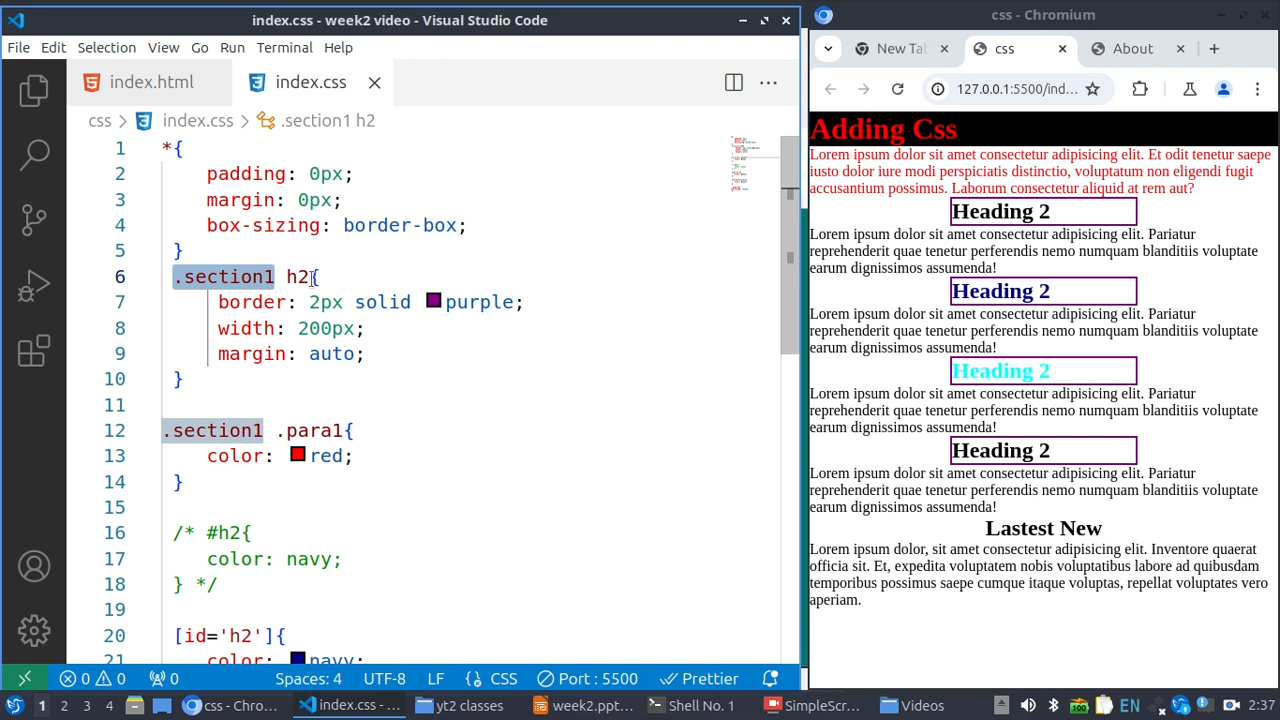 index.css - week2 video - Visual Studio Code
File Edit Selection View Go Run Terminal Help
index.html
index.css
css > index.css > .section1 h2
1 *{
2 padding: 0px;
3 margin: 0px;
4 box-sizing: border-box;
5 }
6 .section1 h2{
7 border: 2px solid purple;
8 width: 200px;
9 margin: auto;
10 }
11
12 .section1 .para1{
13 color: red;
14 }
15
16 /* #h2{
17 color: navy;
18 } */
19
20 [id='h2']{
21 color: navy;
0 0 0 Spaces: 4 UTF-8 LF CSS Port : 5500 Prettier
css - Chromium
New Tab
css
About
127.0.0.1:5500/ind...
Adding Css
Lorem ipsum dolor sit amet consectetur adipisicing elit. Et odit tenetur saepe
iusto dolor iure modi perspiciatis distinctio, voluptatum non eligendi fugit
accusantium possimus. Laborum consectetur aliquid at rem aut?
Heading 2
Lorem ipsum dolor sit amet consectetur adipisicing elit. Pariatur
reprehenderit quae tenetur perferendis nemo numquam blanditiis voluptate
earum dignissimos assumenda!
Heading 2
Lorem ipsum dolor sit amet consectetur adipisicing elit. Pariatur
reprehenderit quae tenetur perferendis nemo numquam blanditiis voluptate
earum dignissimos assumenda!
Heading 2
Lorem ipsum dolor sit amet consectetur adipisicing elit. Pariatur
reprehenderit quae tenetur perferendis nemo numquam blanditiis voluptate
earum dignissimos assumenda!
Heading 2
Lorem ipsum dolor sit amet consectetur adipisicing elit. Pariatur
reprehenderit quae tenetur perferendis nemo numquam blanditiis voluptate
earum dignissimos assumenda!
Lastest New
Lorem ipsum dolor, sit amet consectetur adipisicing elit. Inventore quaerat
officia sit. Et, expedita voluptatem nobis voluptatibus labore ad quibusdam
temporibus possimus saepe cumque itaque voluptas, repellat voluptates vero
aperiam.
1 2 3 4 css - Chro... index.css - ... yt2 classes week2.ppt... Shell No. 1 SimpleScr... Videos 100 EN 2:37